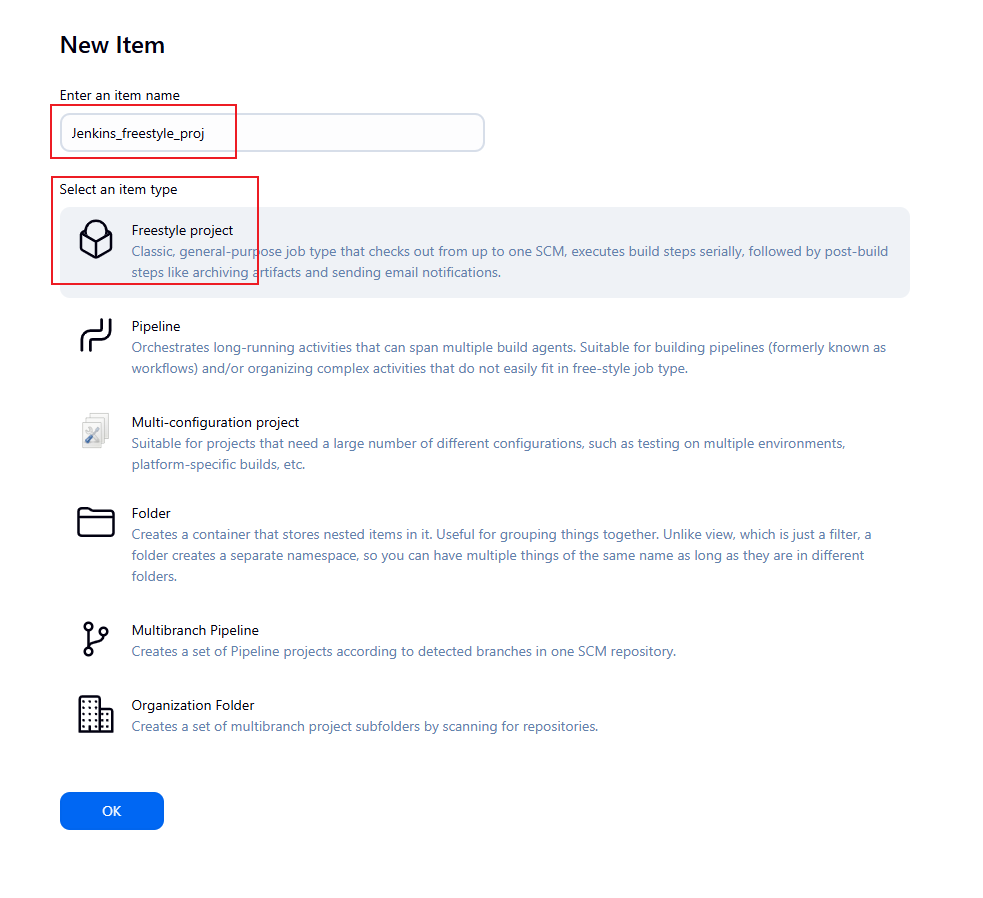 New Item
Enter an item name
Jenkins_freestyle_proj
Select an item type
Freestyle project
Classic, general-purpose job type that checks out from up to one SCM, executes build steps serially, followed by post-build
steps like archiving artifacts and sending email notifications.
Pipeline
Orchestrates long-running activities that can span multiple build agents. Suitable for building pipelines (formerly known as
workflows) and/or organizing complex activities that do not easily fit in free-style job type.
Multi-configuration project
Suitable for projects that need a large number of different configurations, such as testing on multiple environments,
platform-specific builds, etc.
Folder
Creates a container that stores nested items in it. Useful for grouping things together. Unlike view, which is just a filter, a
folder creates a separate namespace, so you can have multiple things of the same name as long as they are in different
folders.
Multibranch Pipeline
Creates a set of Pipeline projects according to detected branches in one SCM repository.
Organization Folder
Creates a set of multibranch project subfolders by scanning for repositories.
OK